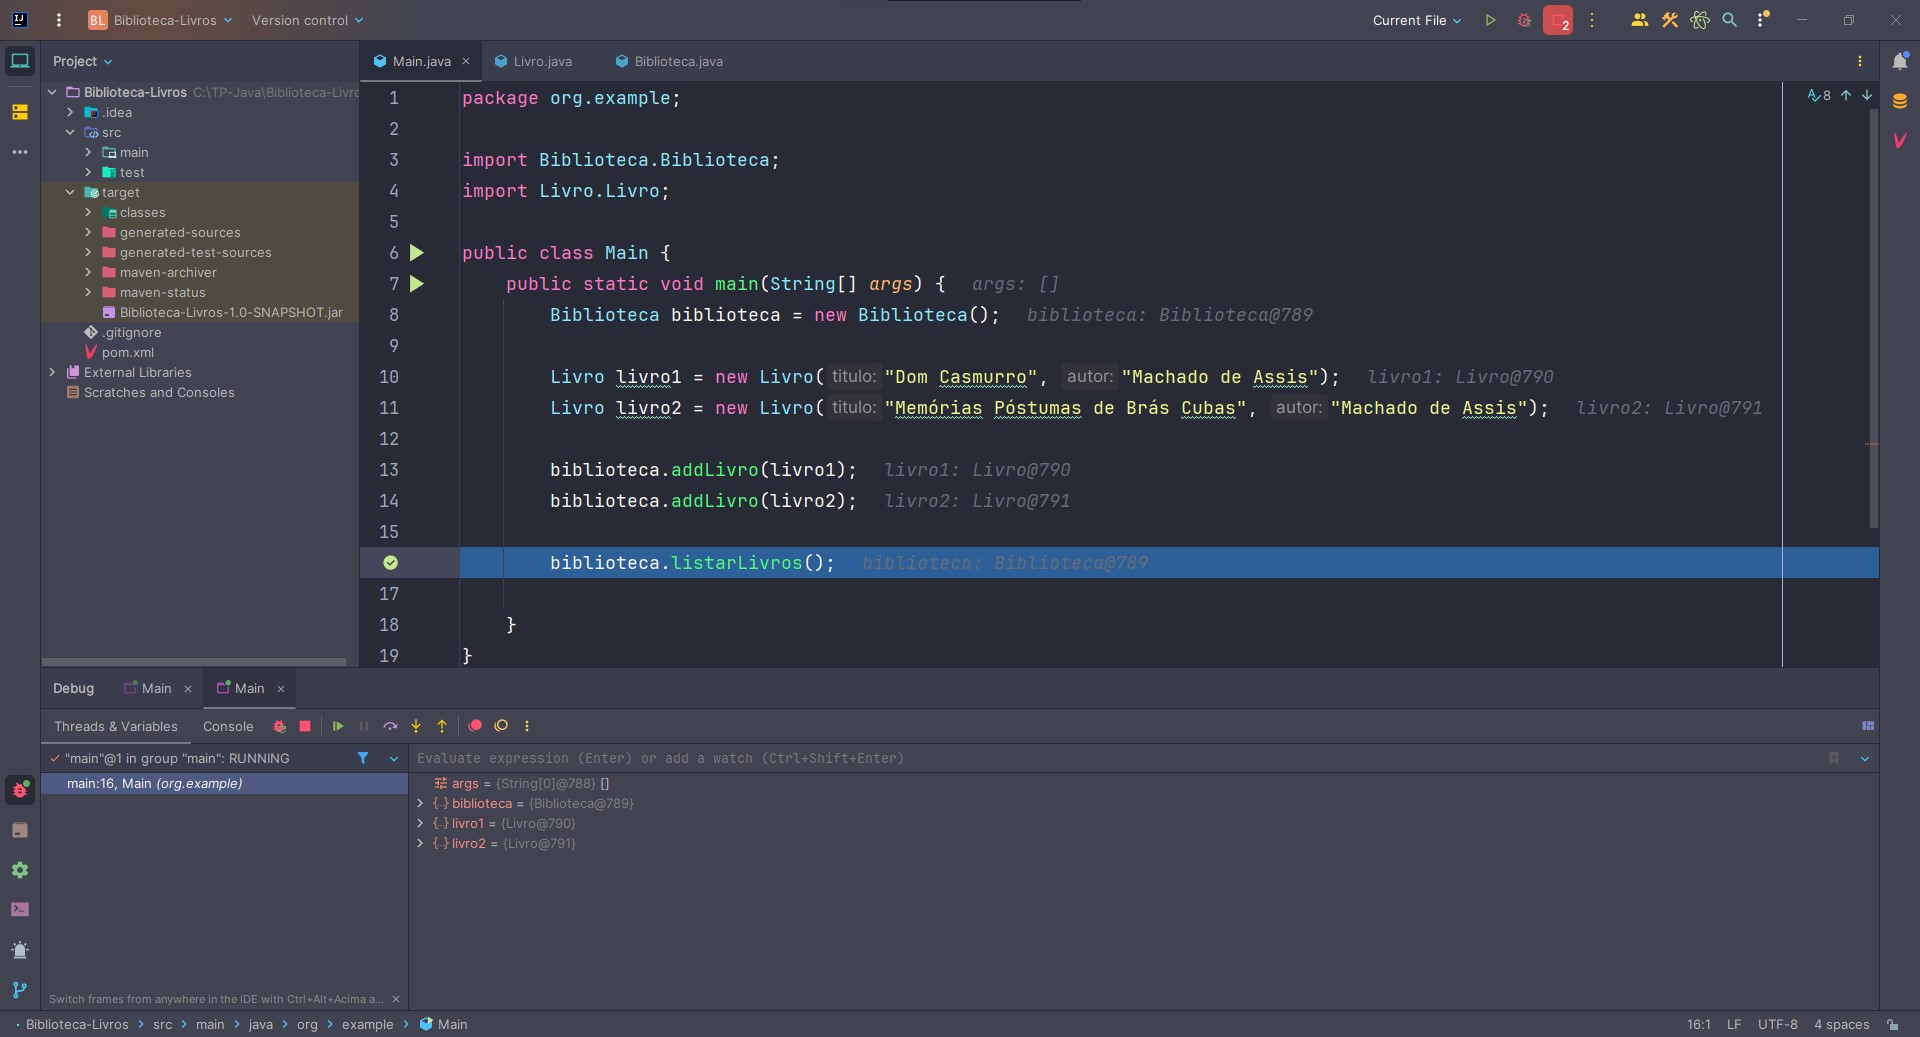 BL Biblioteca-Livros Version control Current File 2
Project
Biblioteca-Livros C:\TP-Java\Biblioteca-Livro
.idea
src
main
test
target
classes
generated-sources
generated-test-sources
maven-archiver
maven-status
Biblioteca-Livros-1.0-SNAPSHOT.jar
.gitignore
pom.xml
External Libraries
Scratches and Consoles
Main.java Livro.java Biblioteca.java
8
1 package org.example;
2
3 import Biblioteca.Biblioteca;
4 import Livro.Livro;
5
6 public class Main {
7 public static void main(String[] args) { args: []
8 Biblioteca biblioteca = new Biblioteca(); biblioteca: Biblioteca@789
9
10 Livro livro1 = new Livro( titulo: "Dom Casmurro", autor: "Machado de Assis"); livro1: Livro@790
11 Livro livro2 = new Livro( titulo: "Memórias Póstumas de Brás Cubas", autor: "Machado de Assis"); livro2: Livro@791
12
13 biblioteca.addLivro(livro1); livro1: Livro@790
14 biblioteca.addLivro(livro2); livro2: Livro@791
15
biblioteca.listarLivros(); biblioteca: Biblioteca@789
17
18 }
19 }
Debug Main Main
Threads & Variables Console
"main"@1 in group "main": RUNNING
main:16, Main (org.example)
Evaluate expression (Enter) or add a watch (Ctrl+Shift+Enter)
args = {String[0]@788} []
biblioteca = {Biblioteca@789}
livro1 = {Livro@790}
livro2 = {Livro@791}
Switch frames from anywhere in the IDE with Ctrl+Alt+Acima a...
Biblioteca-Livros > src > main > java > org > example > Main 16:1 LF UTF-8 4 spaces